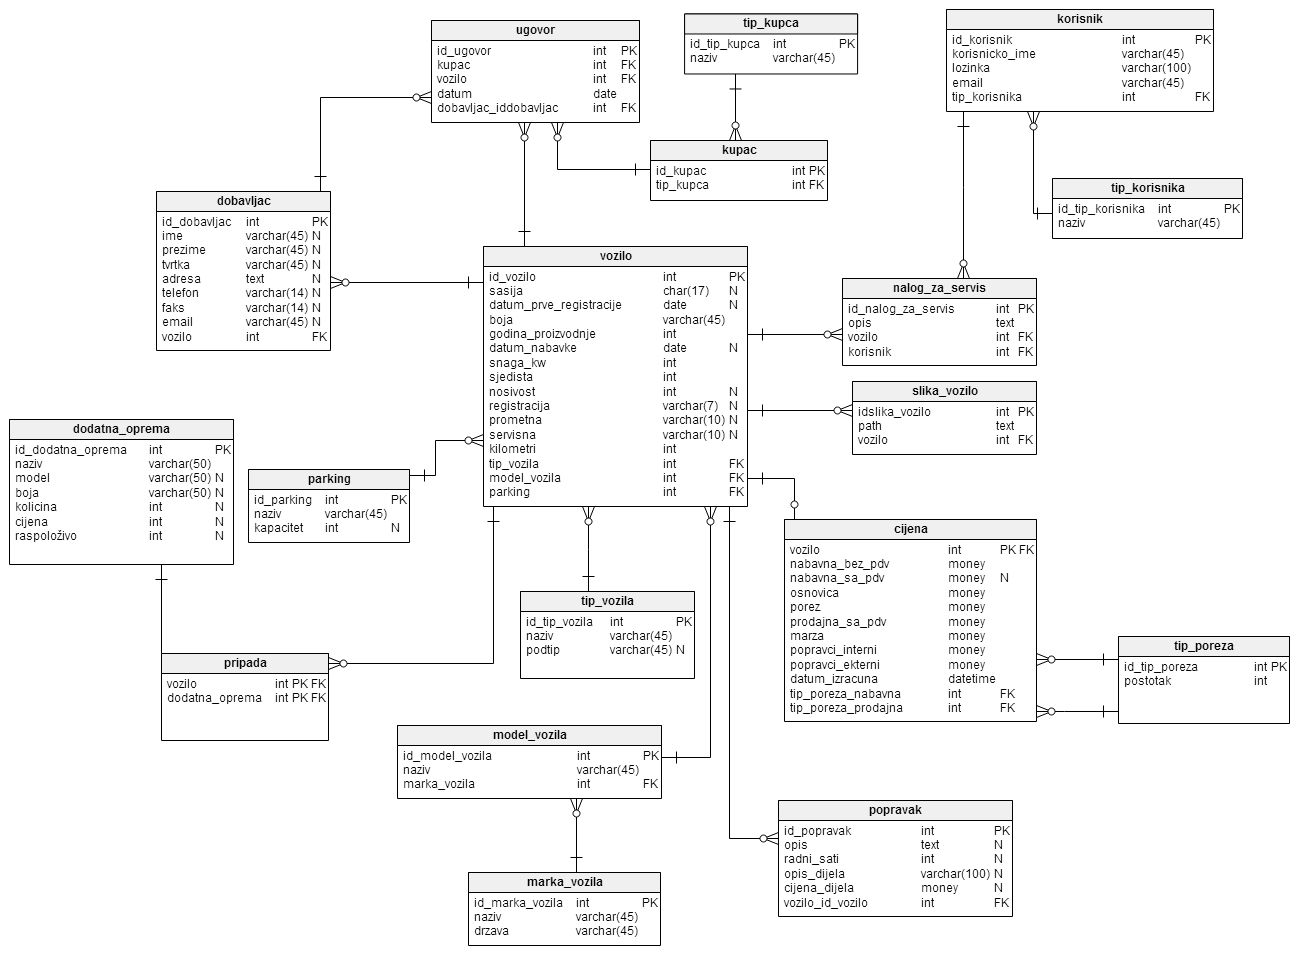 ugovor
id_ugovor int PK
kupac int FK
vozilo int FK
datum date
dobavljac_iddobavljac int FK
tip_kupca
id_tip_kupca int PK
naziv varchar(45)
korisnik
id_korisnik int PK
korisnicko_ime varchar(45)
lozinka varchar(100)
email varchar(45)
tip_korisnika int FK
kupac
id_kupac int PK
tip_kupca int FK
tip_korisnika
id_tip_korisnika int PK
naziv varchar(45)
dobavljac
id_dobavljac int PK
ime varchar(45) N
prezime varchar(45) N
tvrtka varchar(45) N
adresa text N
telefon varchar(14) N
faks varchar(14) N
email varchar(45) N
vozilo int FK
vozilo
id_vozilo int PK
sasija char(17) N
datum_prve_registracije date N
boja varchar(45)
godina_proizvodnje int
datum_nabavke date N
snaga_kw int
sjedista int
nosivost int N
registracija varchar(7) N
prometna varchar(10) N
servisna varchar(10) N
kilometri int
tip_vozila int FK
model_vozila int FK
parking int FK
nalog_za_servis
id_nalog_za_servis int PK
opis text
vozilo int FK
korisnik int FK
slika_vozilo
idslika_vozilo int PK
path text
vozilo int FK
dodatna_oprema
id_dodatna_oprema int PK
naziv varchar(50)
model varchar(50) N
boja varchar(50) N
kolicina int N
cijena int N
raspoloživo int N
parking
id_parking int PK
naziv varchar(45)
kapacitet int N
cijena
vozilo int PK FK
nabavna_bez_pdv money
nabavna_sa_pdv money N
osnovica money
porez money
prodajna_sa_pdv money
marza money
popravci_interni money
popravci_ekterni money
datum_izracuna datetime
tip_poreza_nabavna int FK
tip_poreza_prodajna int FK
tip_vozila
id_tip_vozila int PK
naziv varchar(45)
podtip varchar(45) N
tip_poreza
id_tip_poreza int PK
postotak int
pripada
vozilo int PK FK
dodatna_oprema int PK FK
model_vozila
id_model_vozila int PK
naziv varchar(45)
marka_vozila int FK
popravak
id_popravak int PK
opis text N
radni_sati int N
opis_dijela varchar(100) N
cijena_dijela money N
vozilo_id_vozilo int FK
marka_vozila
id_marka_vozila int PK
naziv varchar(45)
drzava varchar(45)